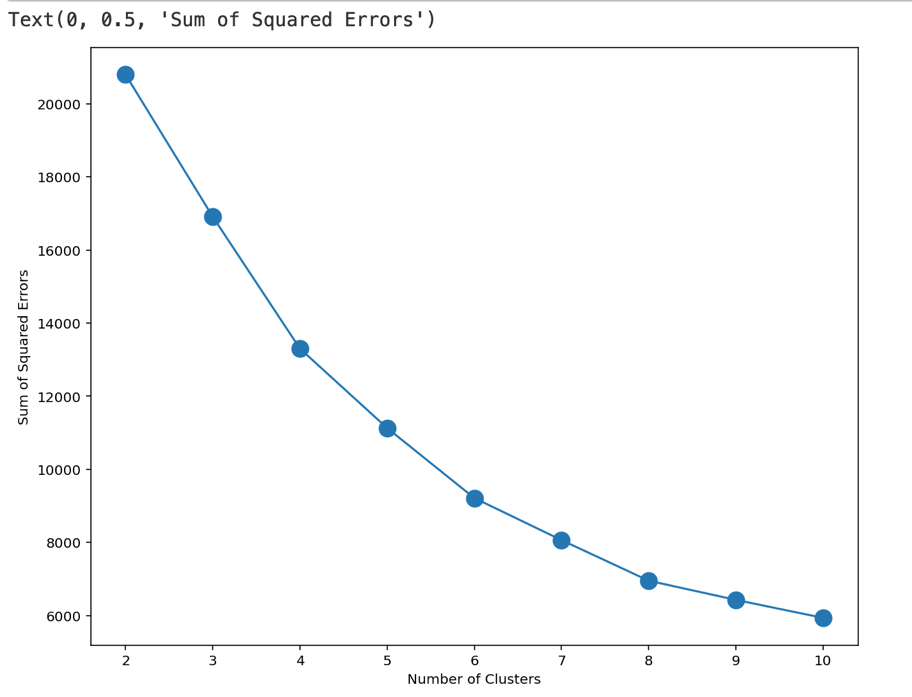 Text(0, 0.5, 'Sum of Squared Errors')
20000
18000
16000
14000
12000
10000
8000
6000
Sum of Squared Errors
2 3 4 5 6 7 8 9 10
Number of Clusters